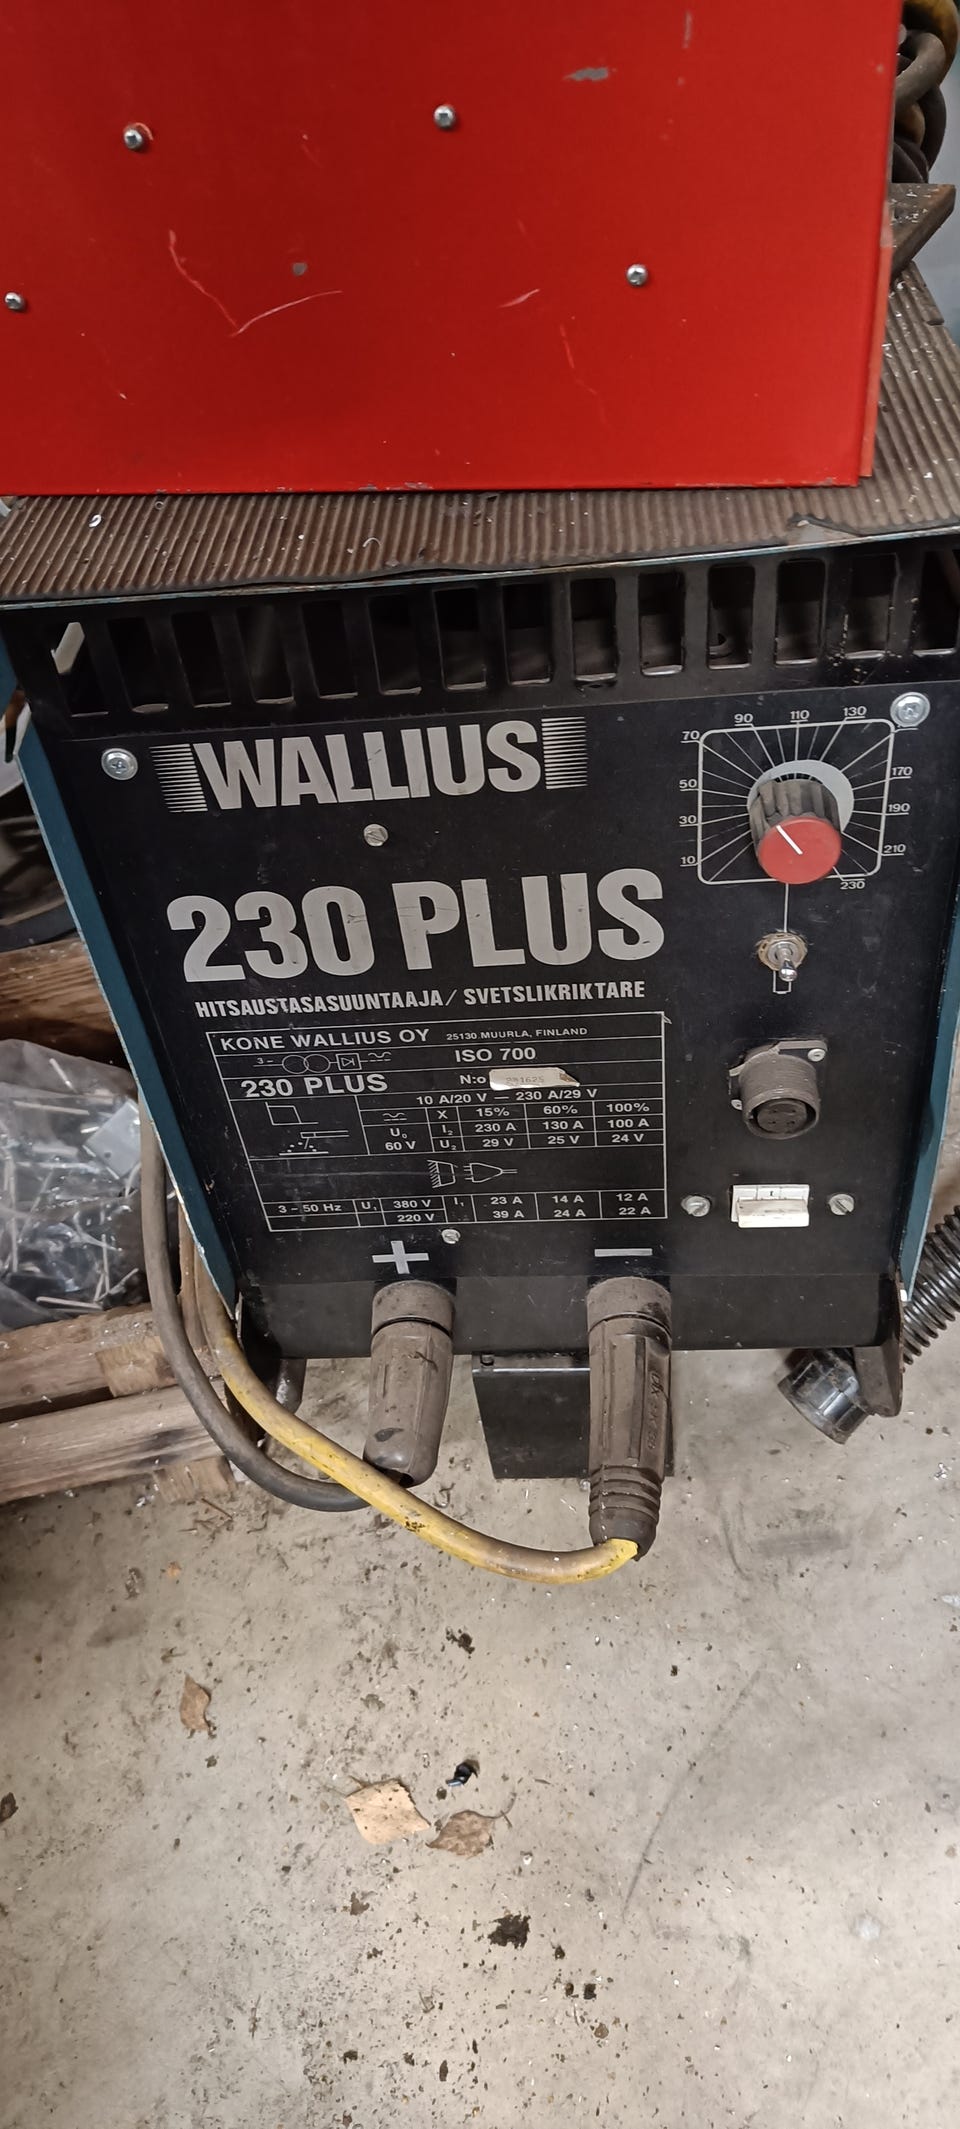 WALLIUS
230 PLUS
HITSAUSTASASUUNTAAJA / SVETSLIKRIKTARE
70 90 110 130
50 170
30 190
10 210
230
KONE WALLIUS OY 25130 MUURLA, FINLAND
3~ ISO 700
230 PLUS N:o
10 A/20 V — 230 A/29 V
X 15% 60% 100%
U₀ I₂ 230 A 130 A 100 A
60 V U₂ 29 V 25 V 24 V
3 ~ 50 Hz U₁ 380 V I₁ 23 A 14 A 12 A
220 V 39 A 24 A 22 A
+ —